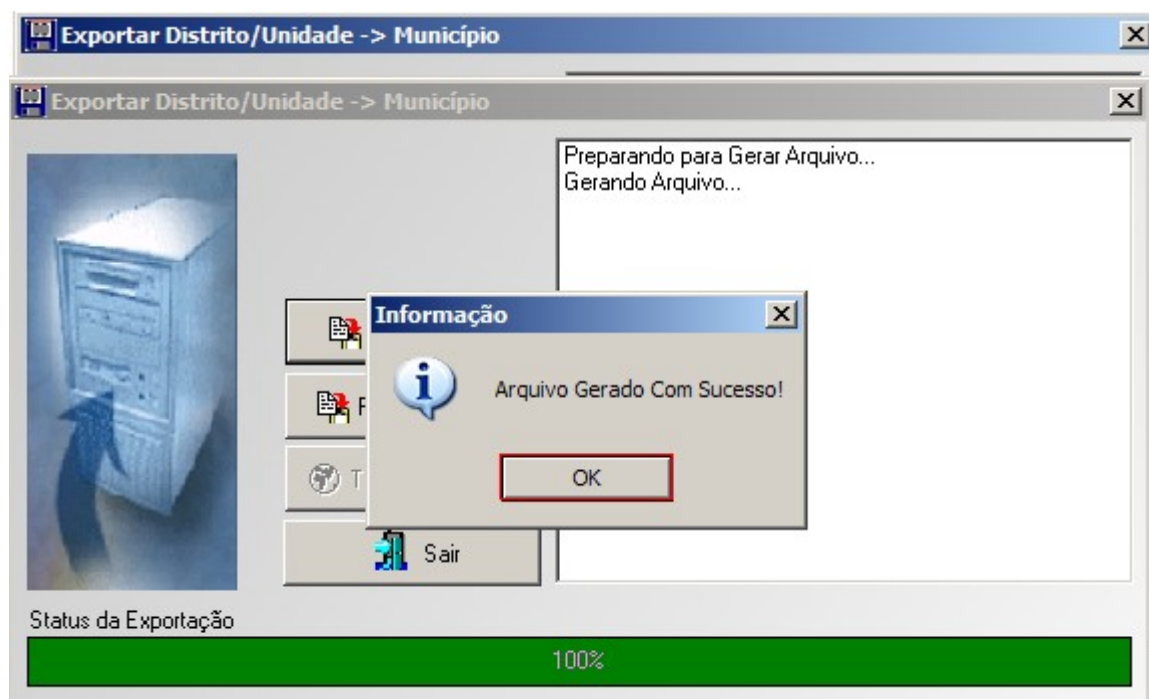 Exportar Distrito/Unidade -> Município
Exportar Distrito/Unidade -> Município
Preparando para Gerar Arquivo...
Gerando Arquivo...
Informação
Arquivo Gerado Com Sucesso!
OK
Sair
Status da Exportação
100%